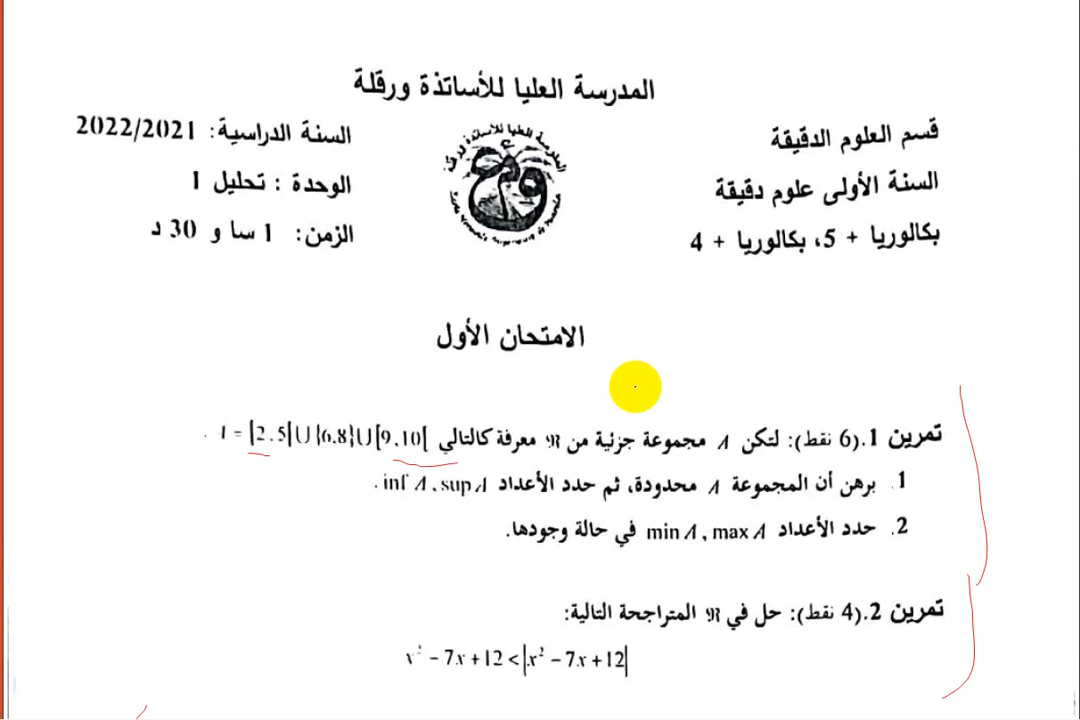 المدرسة العليا للأساتذة ورقلة
قسم العلوم الدقيقة
السنة الدراسية: 2022/2021
السنة الأولى علوم دقيقة
الوحدة : تحليل 1
بكالوريا + 5، بكالوريا + 4
الزمن: 1 سا و 30 د
الامتحان الأول
تمرين 1.(6 نقط): لتكن A مجموعة جزئية من ℜ معرفة كالتالي A = [2.5[∪{6.8}∪[9.10[ .
1. برهن أن المجموعة A محدودة، ثم حدد الأعداد inf A، sup A .
2. حدد الأعداد min A , max A في حالة وجودها.
تمرين 2.(4 نقط): حل في ℜ المتراجحة التالية:
x² − 7x + 12 < |x² − 7x + 12|